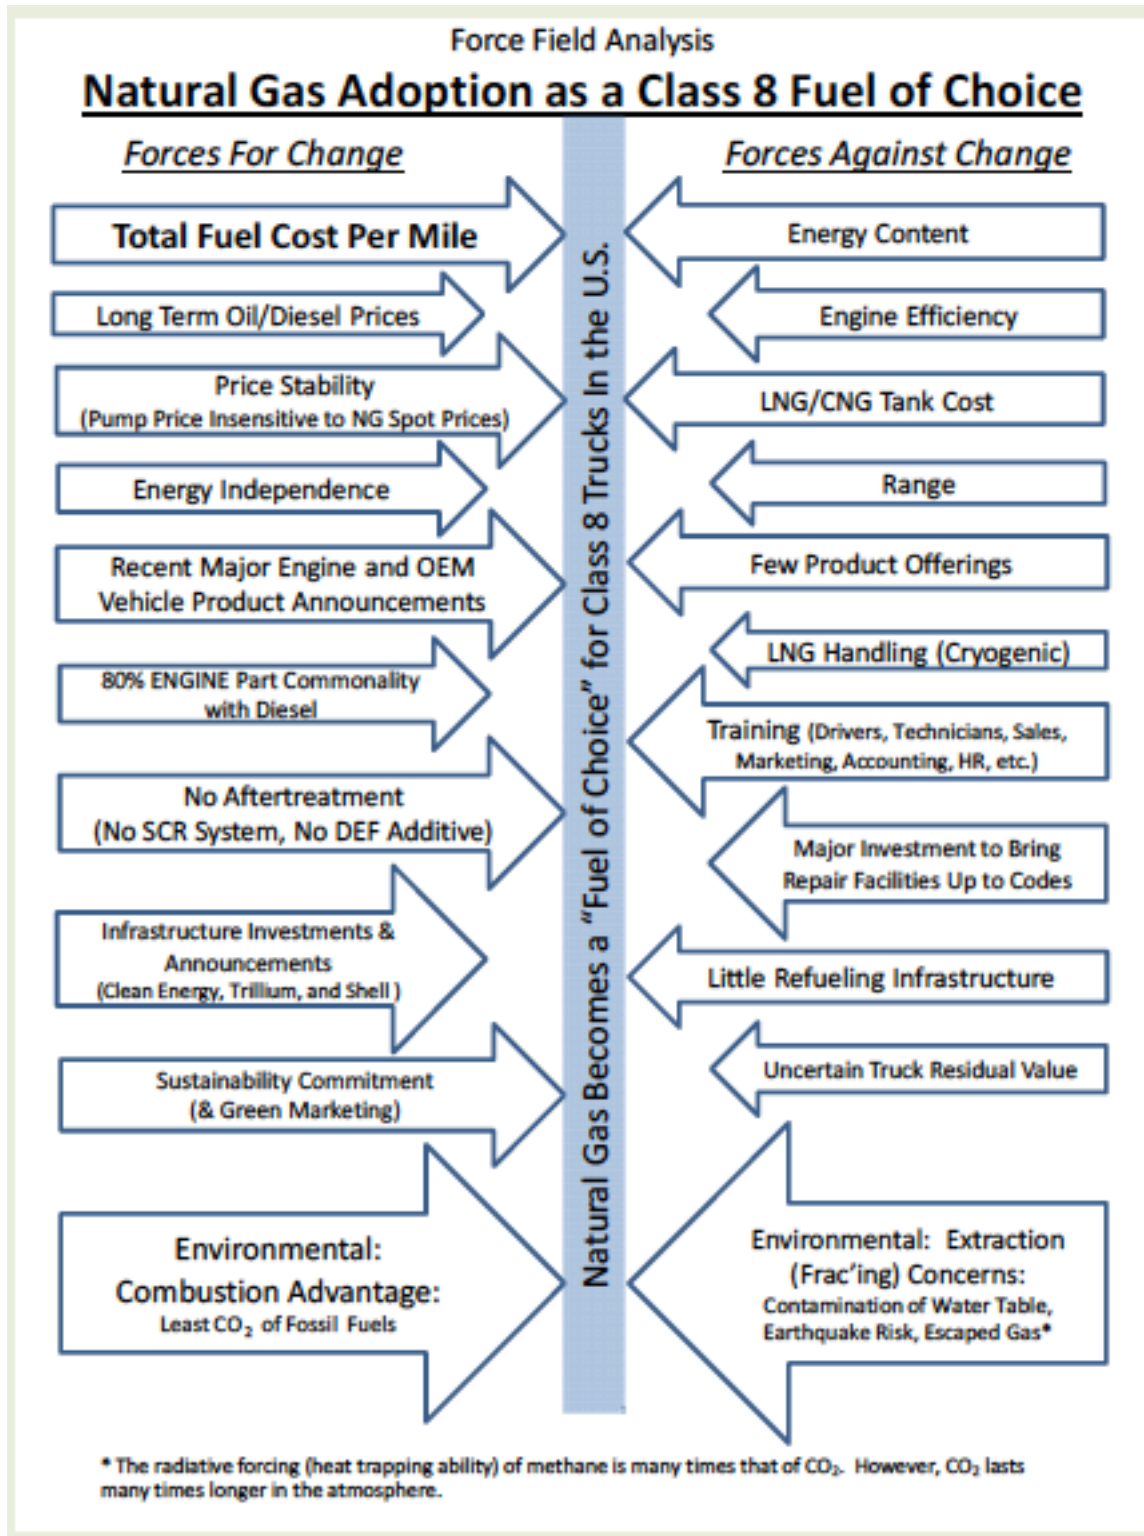 Force Field Analysis
Natural Gas Adoption as a Class 8 Fuel of Choice
Forces For Change
Total Fuel Cost Per Mile
Long Term Oil/Diesel Prices
Price Stability
(Pump Price Insensitive to NG Spot Prices)
Energy Independence
Recent Major Engine and OEM
Vehicle Product Announcements
80% ENGINE Part Commonality
with Diesel
No Aftertreatment
(No SCR System, No DEF Additive)
Infrastructure Investments &
Announcements
(Clean Energy, Trillium, and Shell )
Sustainability Commitment
(& Green Marketing)
Environmental:
Combustion Advantage:
Least CO₂ of Fossil Fuels
Natural Gas Becomes a “Fuel of Choice” for Class 8 Trucks In the U.S.
Forces Against Change
Energy Content
Engine Efficiency
LNG/CNG Tank Cost
Range
Few Product Offerings
LNG Handling (Cryogenic)
Training (Drivers, Technicians, Sales,
Marketing, Accounting, HR, etc.)
Major Investment to Bring
Repair Facilities Up to Codes
Little Refueling Infrastructure
Uncertain Truck Residual Value
Environmental: Extraction
(Frac’ing) Concerns:
Contamination of Water Table,
Earthquake Risk, Escaped Gas*
* The radiative forcing (heat trapping ability) of methane is many times that of CO₂. However, CO₂ lasts
many times longer in the atmosphere.